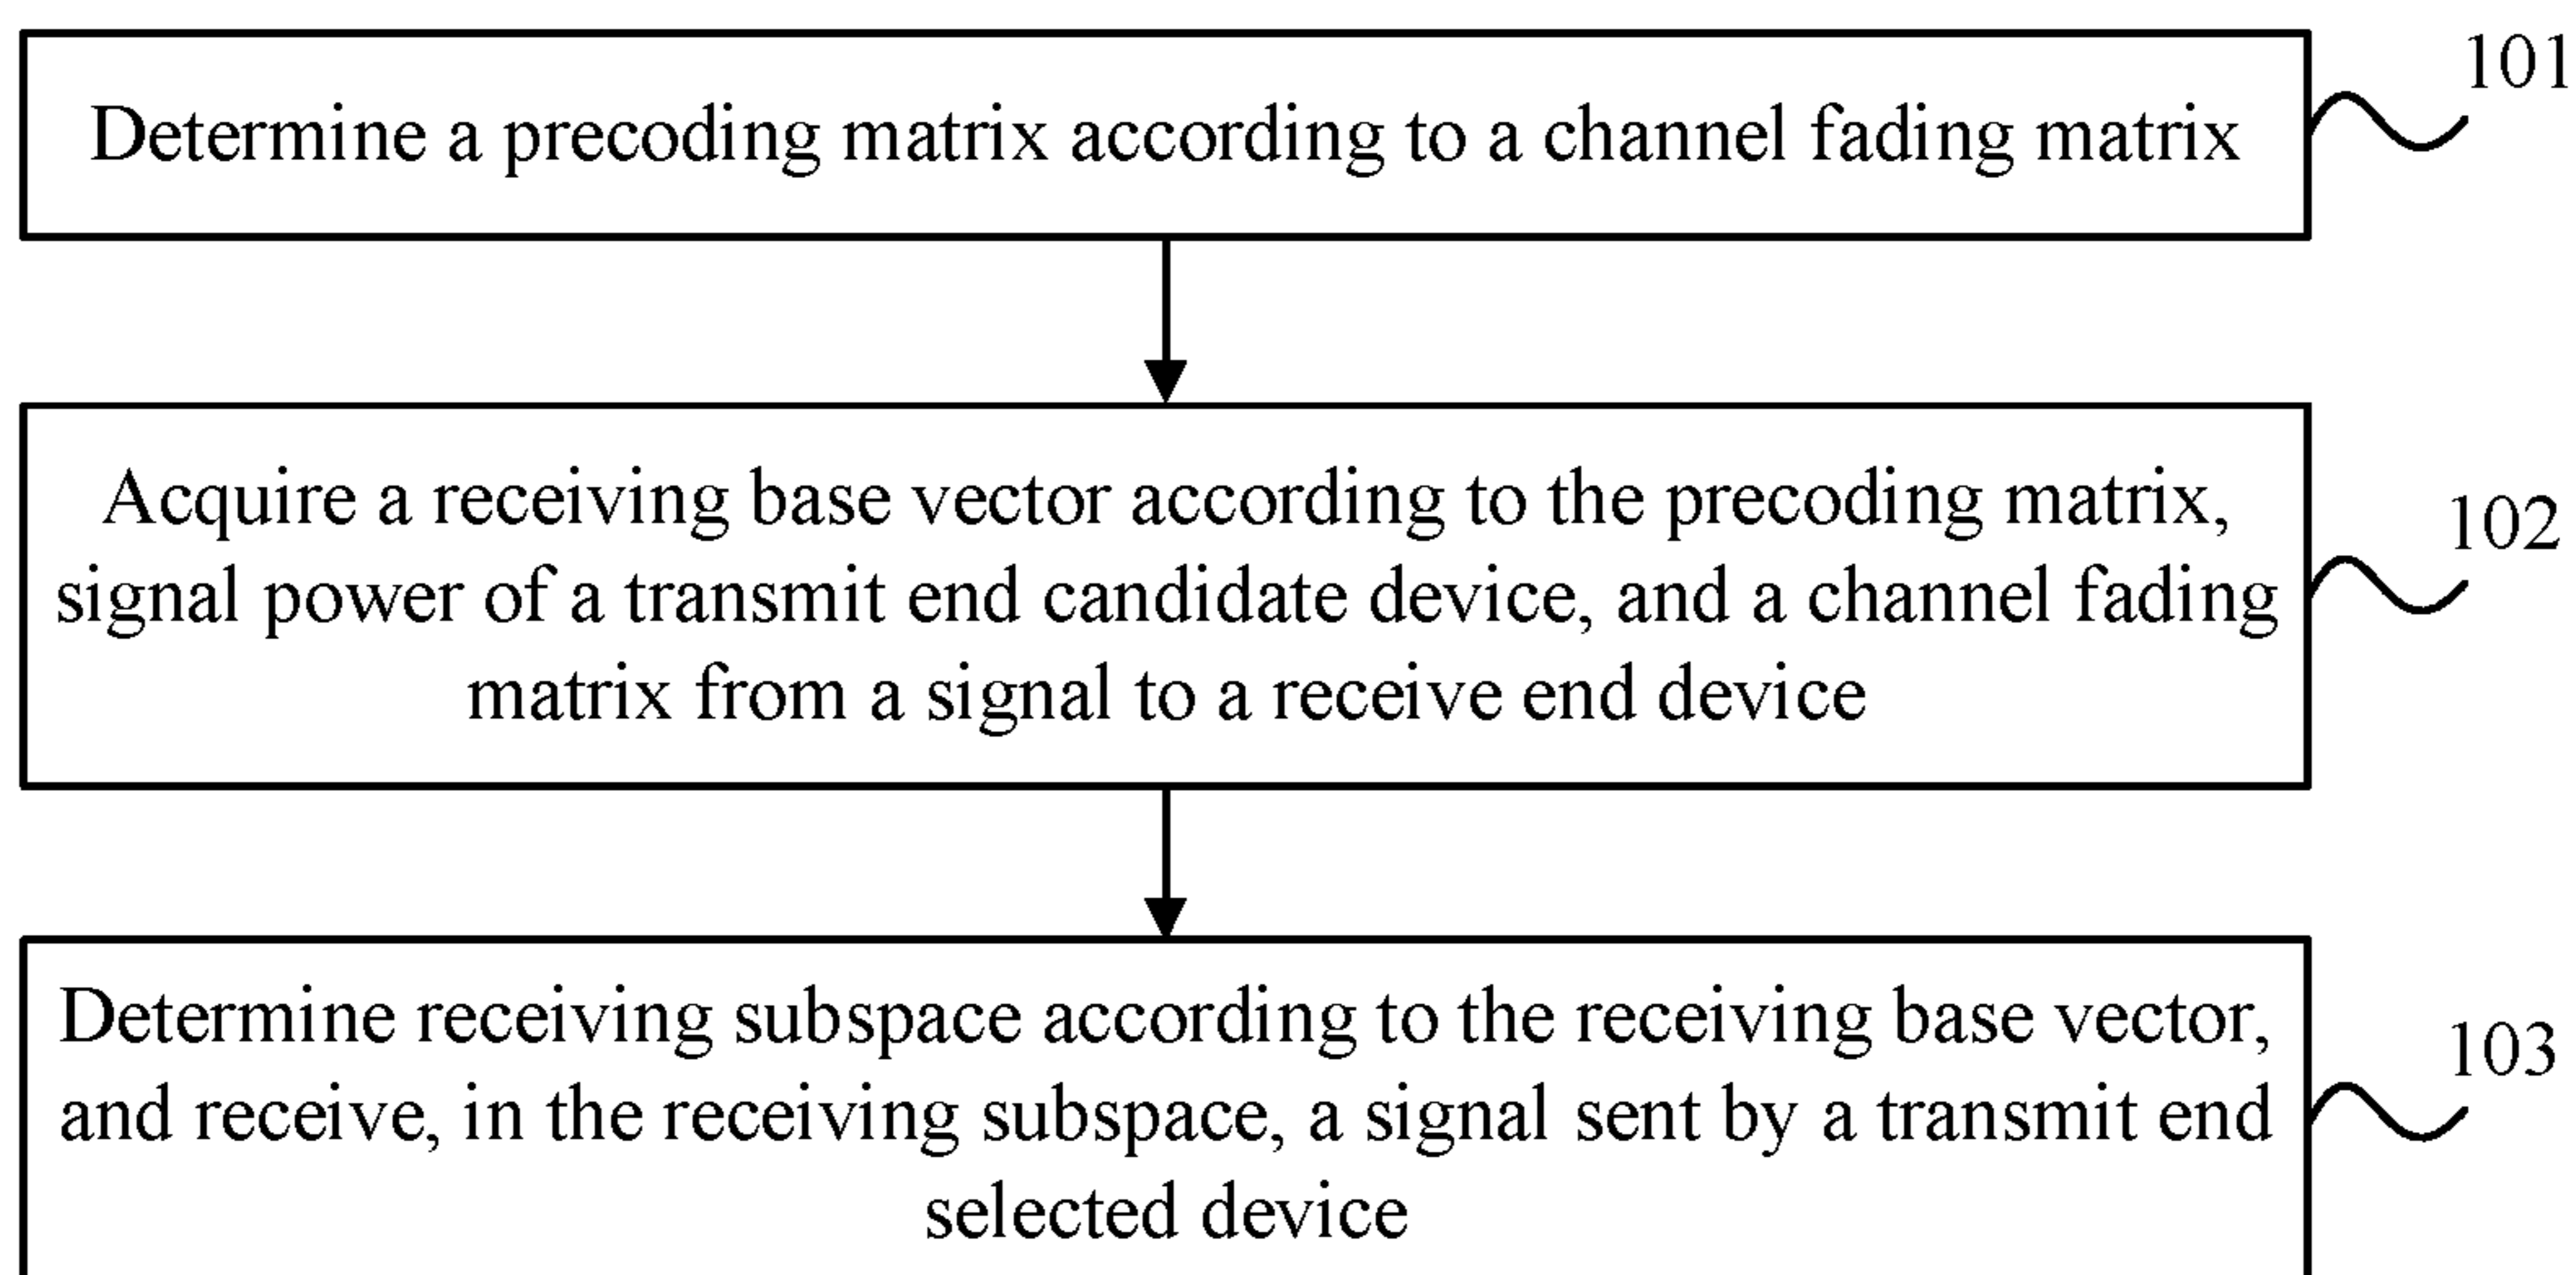 Determine a precoding matrix according to a channel fading matrix
101
Acquire a receiving base vector according to the precoding matrix,
signal power of a transmit end candidate device, and a channel fading
matrix from a signal to a receive end device
102
Determine receiving subspace according to the receiving base vector,
and receive, in the receiving subspace, a signal sent by a transmit end
selected device
103